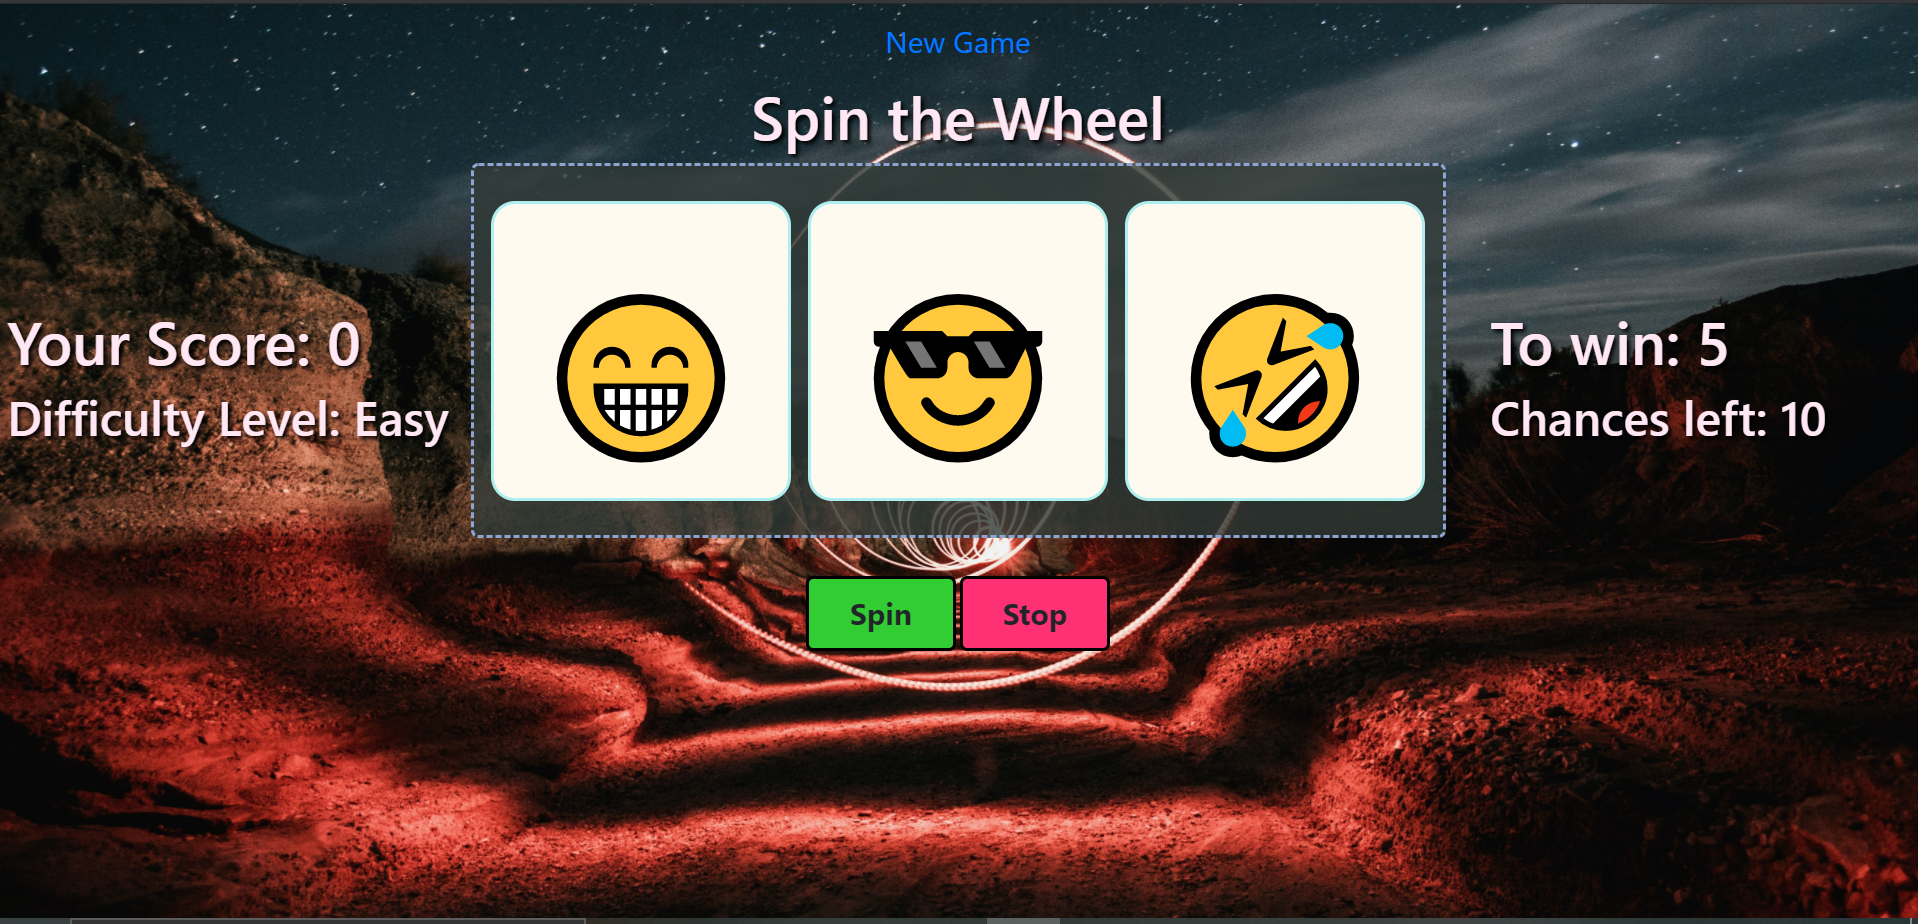 New Game
Spin the Wheel
Your Score: 0
Difficulty Level: Easy
To win: 5
Chances left: 10
Spin
Stop